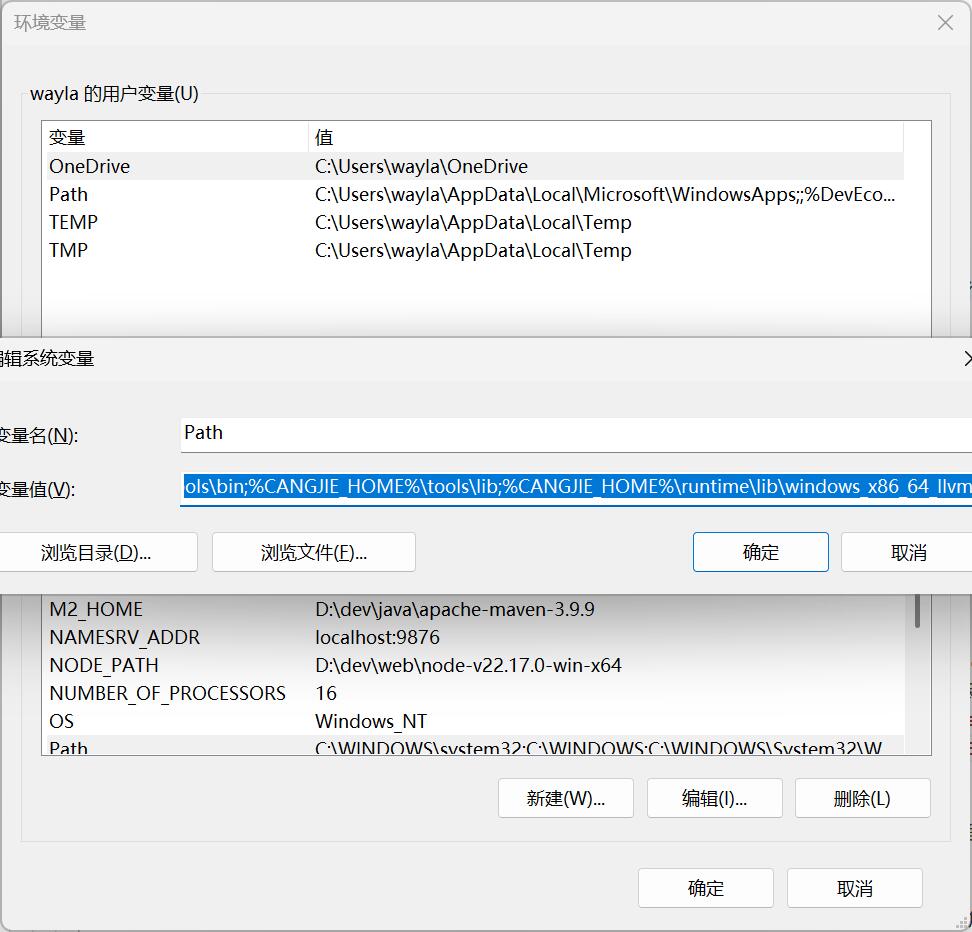 环境变量
wayla 的用户变量(U)
变量 值
OneDrive C:\Users\wayla\OneDrive
Path C:\Users\wayla\AppData\Local\Microsoft\WindowsApps;;%DevEco...
TEMP C:\Users\wayla\AppData\Local\Temp
TMP C:\Users\wayla\AppData\Local\Temp
编辑系统变量
变量名(N): Path
变量值(V): ols\bin;%CANGJIE_HOME%\tools\lib;%CANGJIE_HOME%\runtime\lib\windows_x86_64_llvm
浏览目录(D)... 浏览文件(F)... 确定 取消
M2_HOME D:\dev\java\apache-maven-3.9.9
NAMESRV_ADDR localhost:9876
NODE_PATH D:\dev\web\node-v22.17.0-win-x64
NUMBER_OF_PROCESSORS 16
OS Windows_NT
Path C:\WINDOWS\system32;C:\WINDOWS;C:\WINDOWS\System32\W
新建(W)... 编辑(I)... 删除(L)
确定 取消